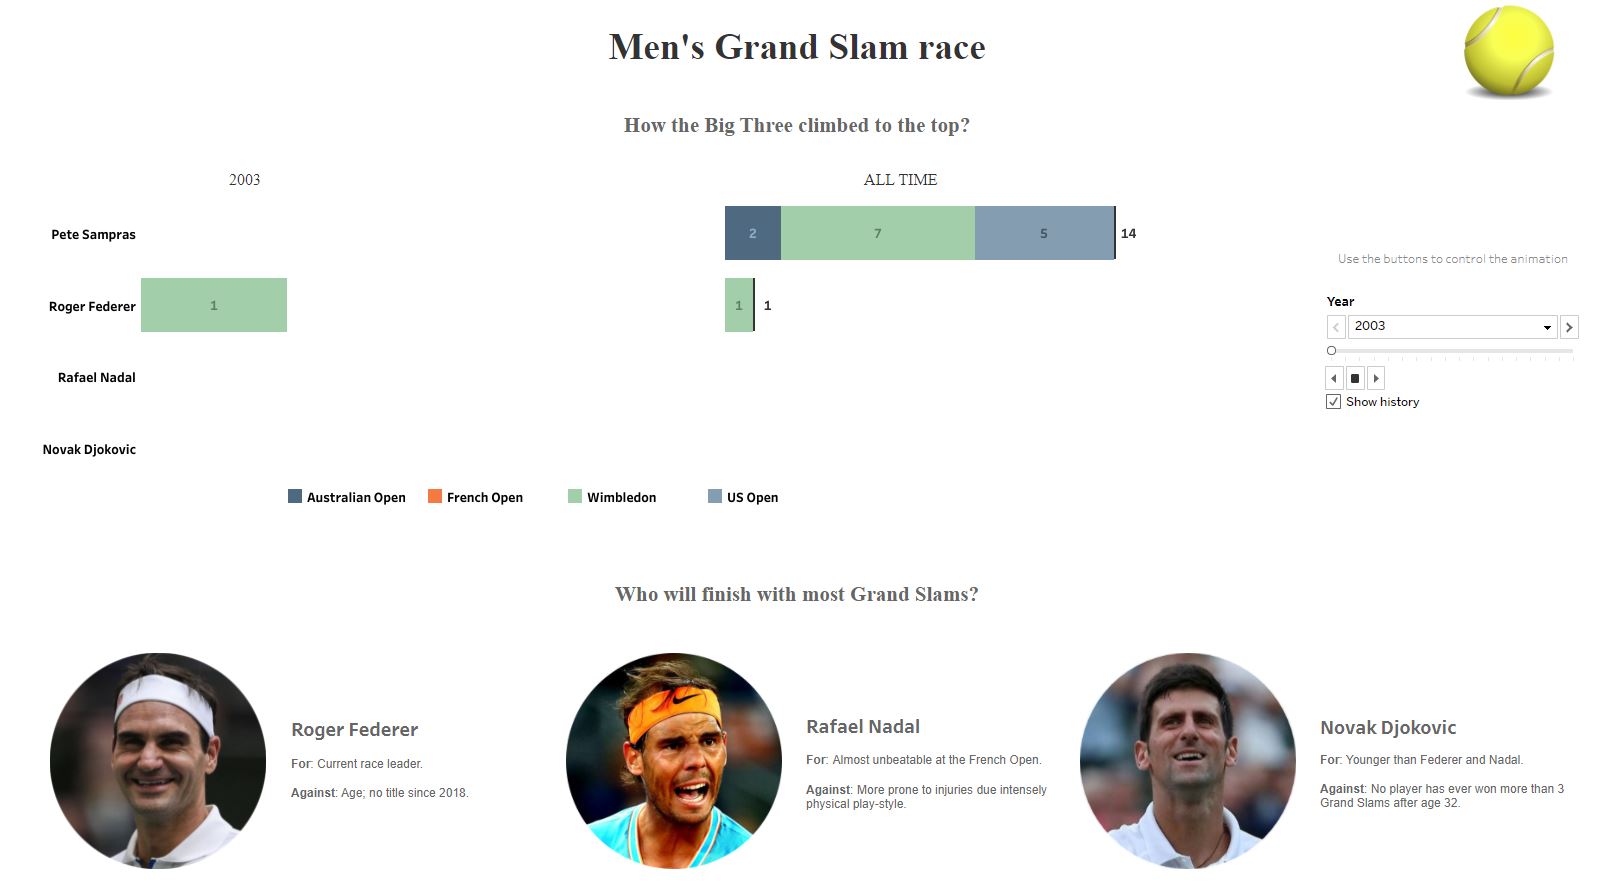 Men's Grand Slam race
How the Big Three climbed to the top?
2003
ALL TIME
Pete Sampras
2
7
5
14
Roger Federer
1
1
1
Rafael Nadal
Novak Djokovic
Australian Open
French Open
Wimbledon
US Open
Use the buttons to control the animation
Year
2003
Show history
Who will finish with most Grand Slams?
Roger Federer
For: Current race leader.
Against: Age; no title since 2018.
Rafael Nadal
For: Almost unbeatable at the French Open.
Against: More prone to injuries due intensely
physical play-style.
Novak Djokovic
For: Younger than Federer and Nadal.
Against: No player has ever won more than 3
Grand Slams after age 32.